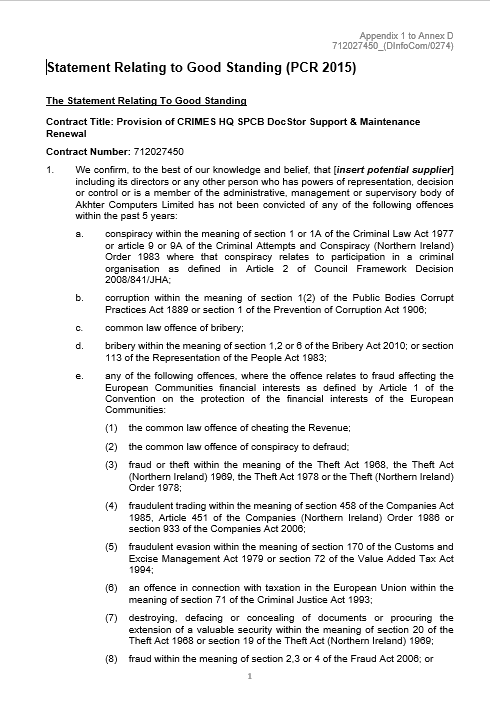 Appendix 1 to Annex D
712027450_(DInfoCom/0274)
Statement Relating to Good Standing (PCR 2015)
The Statement Relating To Good Standing
Contract Title: Provision of CRIMES HQ SPCB DocStor Support & Maintenance
Renewal
Contract Number: 712027450
1. We confirm, to the best of our knowledge and belief, that [insert potential supplier]
including its directors or any other person who has powers of representation, decision
or control or is a member of the administrative, management or supervisory body of
Akhter Computers Limited has not been convicted of any of the following offences
within the past 5 years:
a. conspiracy within the meaning of section 1 or 1A of the Criminal Law Act 1977
or article 9 or 9A of the Criminal Attempts and Conspiracy (Northern Ireland)
Order 1983 where that conspiracy relates to participation in a criminal
organisation as defined in Article 2 of Council Framework Decision
2008/841/JHA;
b. corruption within the meaning of section 1(2) of the Public Bodies Corrupt
Practices Act 1889 or section 1 of the Prevention of Corruption Act 1906;
c. common law offence of bribery;
d. bribery within the meaning of section 1,2 or 6 of the Bribery Act 2010; or section
113 of the Representation of the People Act 1983;
e. any of the following offences, where the offence relates to fraud affecting the
European Communities financial interests as defined by Article 1 of the
Convention on the protection of the financial interests of the European
Communities:
(1) the common law offence of cheating the Revenue;
(2) the common law offence of conspiracy to defraud;
(3) fraud or theft within the meaning of the Theft Act 1968, the Theft Act
(Northern Ireland) 1969, the Theft Act 1978 or the Theft (Northern Ireland)
Order 1978;
(4) fraudulent trading within the meaning of section 458 of the Companies Act
1985, Article 451 of the Companies (Northern Ireland) Order 1986 or
section 933 of the Companies Act 2006;
(5) fraudulent evasion within the meaning of section 170 of the Customs and
Excise Management Act 1979 or section 72 of the Value Added Tax Act
1994;
(6) an offence in connection with taxation in the European Union within the
meaning of section 71 of the Criminal Justice Act 1993;
(7) destroying, defacing or concealing of documents or procuring the
extension of a valuable security within the meaning of section 20 of the
Theft Act 1968 or section 19 of the Theft Act (Northern Ireland) 1969;
(8) fraud within the meaning of section 2,3 or 4 of the Fraud Act 2006; or
1